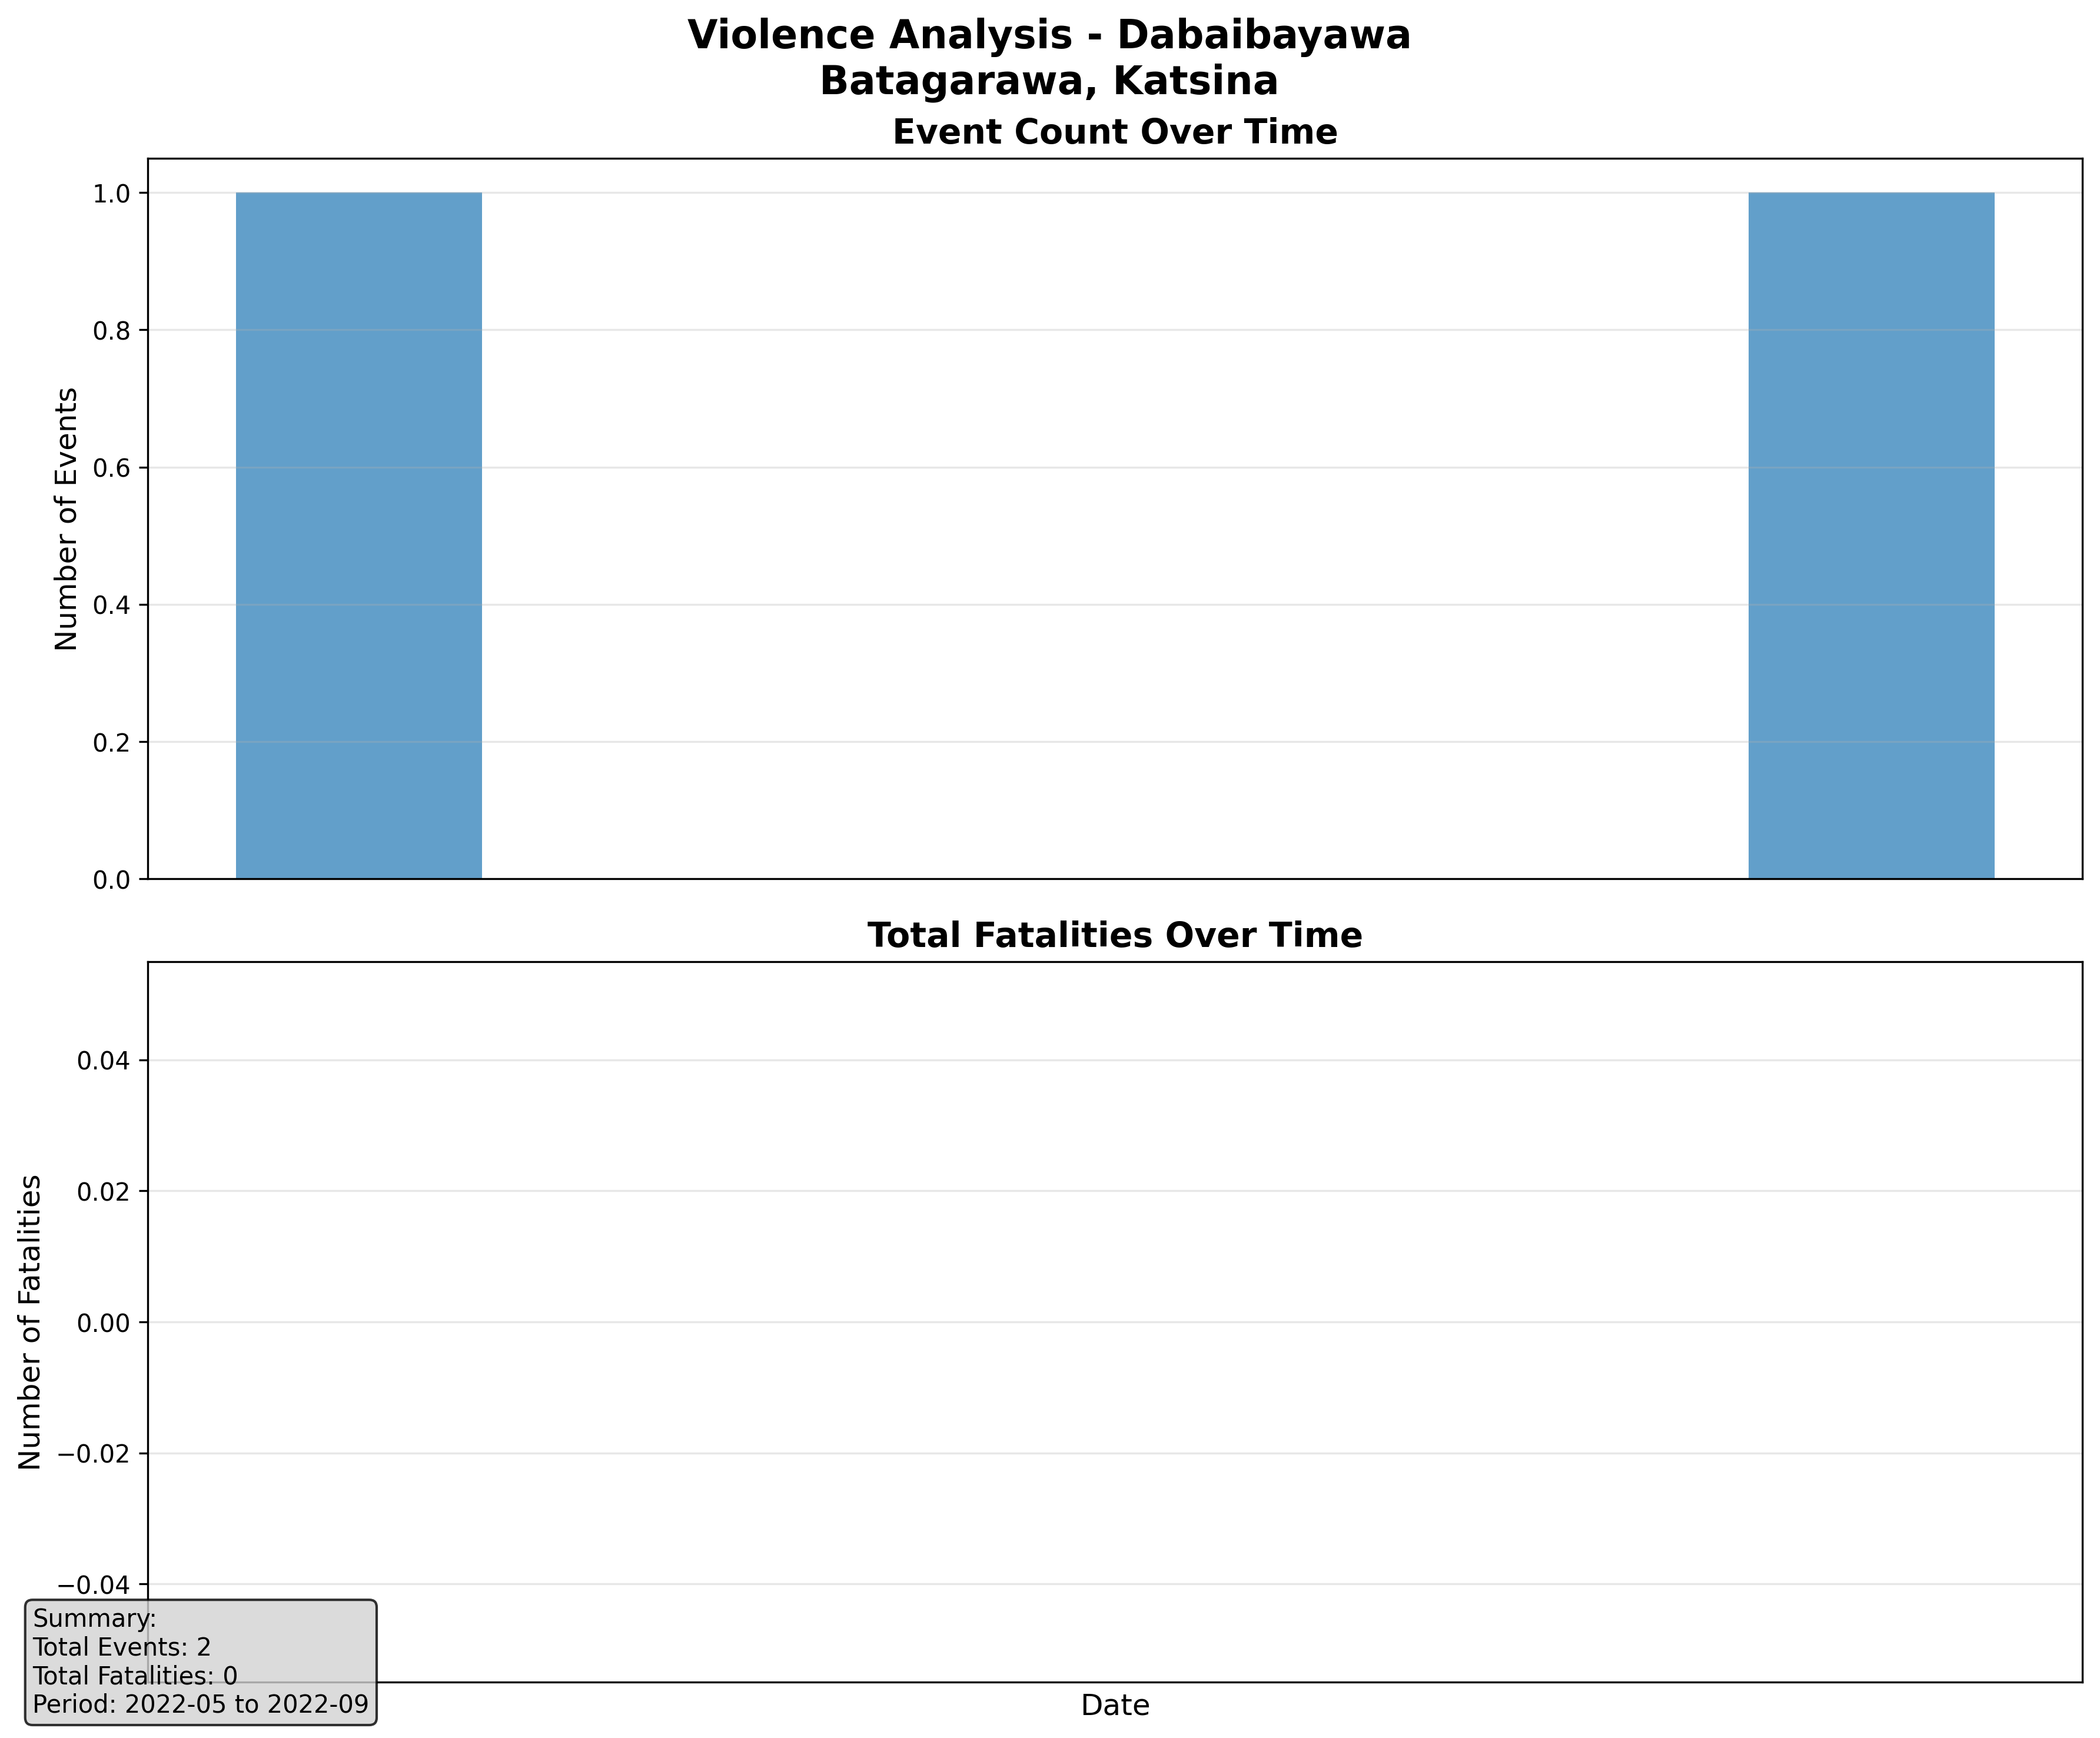 Violence Analysis - Dabaibayawa
Batagarawa, Katsina
Event Count Over Time
1.0
0.8
0.6
0.4
0.2
0.0
Number of Events
Total Fatalities Over Time
0.04
0.02
0.00
−0.02
−0.04
Number of Fatalities
Date
Summary:
Total Events: 2
Total Fatalities: 0
Period: 2022-05 to 2022-09